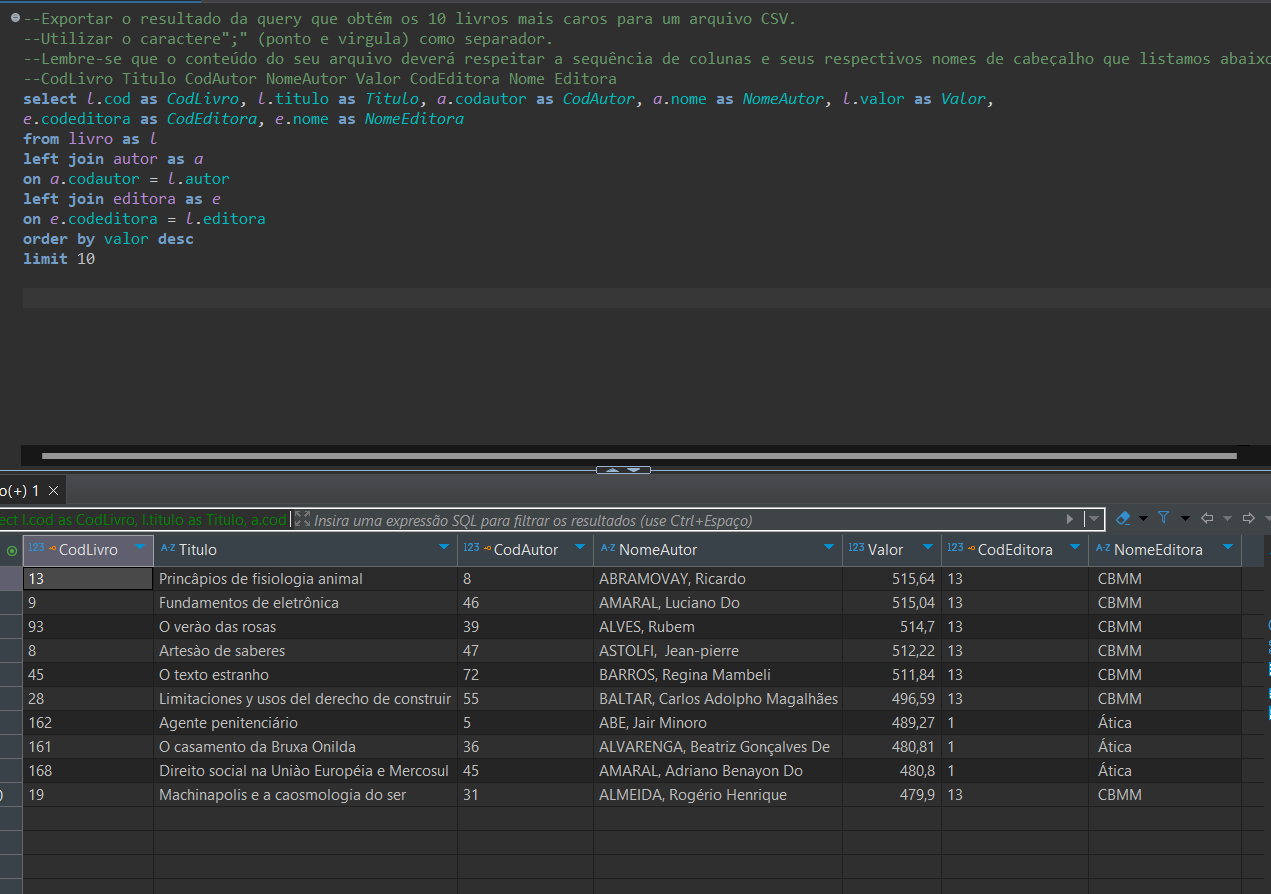 --Exportar o resultado da query que obtém os 10 livros mais caros para um arquivo CSV.
--Utilizar o caractere";" (ponto e virgula) como separador.
--Lembre-se que o conteúdo do seu arquivo deverá respeitar a sequência de colunas e seus respectivos nomes de cabeçalho que listamos abaixo
--CodLivro Titulo CodAutor NomeAutor Valor CodEditora Nome Editora
select l.cod as CodLivro, l.titulo as Titulo, a.codautor as CodAutor, a.nome as NomeAutor, l.valor as Valor,
e.codeditora as CodEditora, e.nome as NomeEditora
from livro as l
left join autor as a
on a.codautor = l.autor
left join editora as e
on e.codeditora = l.editora
order by valor desc
limit 10
o(+) 1
ect l.cod as CodLivro, l.titulo as Titulo, a.cod Insira uma expressão SQL para filtrar os resultados (use Ctrl+Espaço)
123 CodLivro A-Z Titulo 123 CodAutor A-Z NomeAutor 123 Valor 123 CodEditora A-Z NomeEditora
13 Princâpios de fisiologia animal 8 ABRAMOVAY, Ricardo 515,64 13 CBMM
9 Fundamentos de eletrônica 46 AMARAL, Luciano Do 515,04 13 CBMM
93 O verào das rosas 39 ALVES, Rubem 514,7 13 CBMM
8 Artesào de saberes 47 ASTOLFI,  Jean-pierre 512,22 13 CBMM
45 O texto estranho 72 BARROS, Regina Mambeli 511,84 13 CBMM
28 Limitaciones y usos del derecho de construir 55 BALTAR, Carlos Adolpho Magalhães 496,59 13 CBMM
162 Agente penitenciário 5 ABE, Jair Minoro 489,27 1 Ática
161 O casamento da Bruxa Onilda 36 ALVARENGA, Beatriz Gonçalves De 480,81 1 Ática
168 Direito social na Uniào Européia e Mercosul 45 AMARAL, Adriano Benayon Do 480,8 1 Ática
19 Machinapolis e a caosmologia do ser 31 ALMEIDA, Rogério Henrique 479,9 13 CBMM